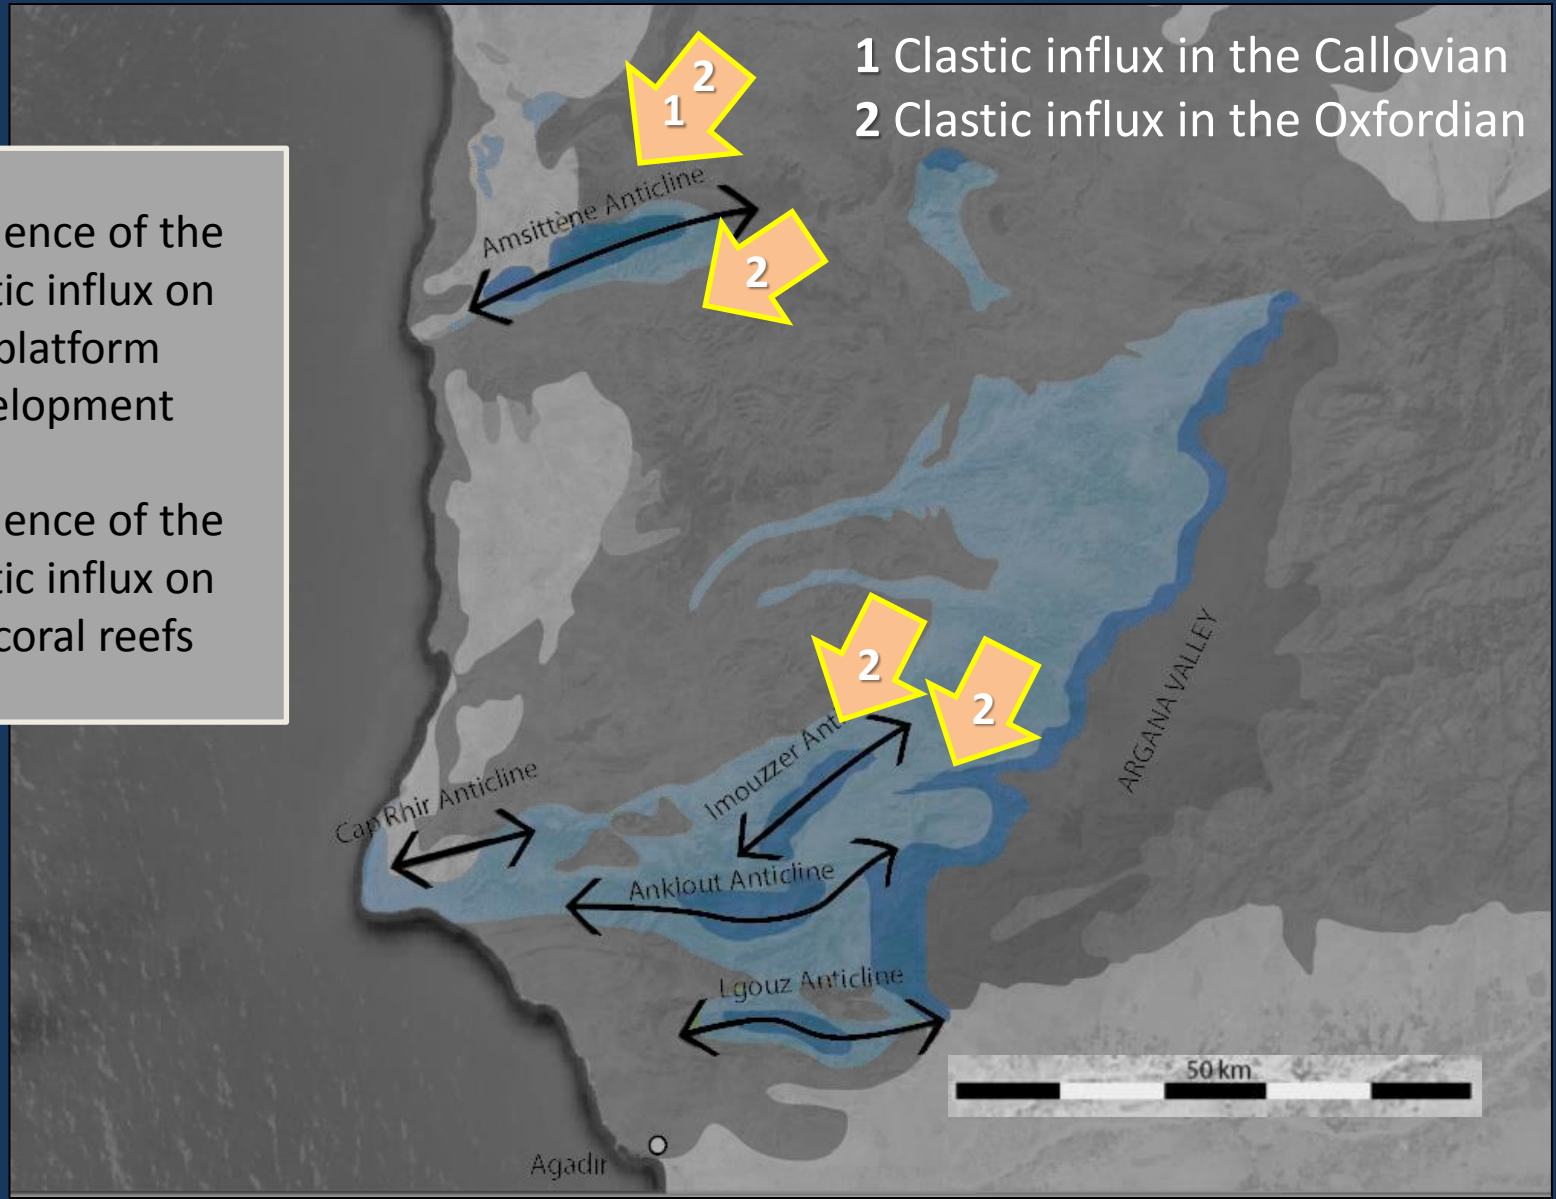 1 Clastic influx in the Callovian
2 Clastic influx in the Oxfordian
2
1
ence of the
tic influx on
platform
elopment
ence of the
tic influx on
coral reefs
Amsittène Anticline
2
2
2
ARGANA VALLEY
Imouzzer Ant
Cap Rhir Anticline
Anklout Anticline
Lgouz Anticline
50 km
Agadir